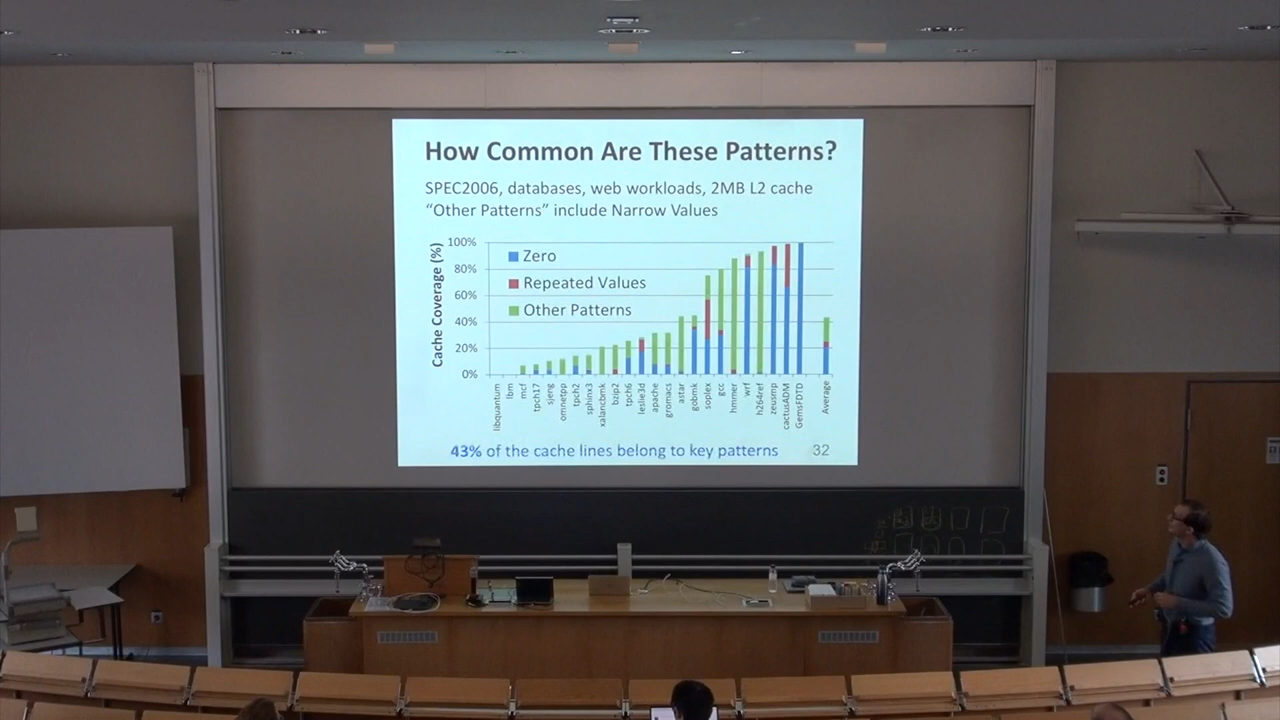 How Common Are These Patterns?
SPEC2006, databases, web workloads, 2MB L2 cache
“Other Patterns” include Narrow Values
Cache Coverage (%)
100%
80%
60%
40%
20%
0%
Zero
Repeated Values
Other Patterns
libquantum
lbm
mcf
tpch17
sjeng
omnetpp
tpch2
sphinx3
xalancbmk
bzip2
tpch6
leslie3d
apache
gromacs
astar
gobmk
soplex
gcc
hmmer
wrf
h264ref
zeusmp
cactusADM
GemsFDTD
Average
43% of the cache lines belong to key patterns
32